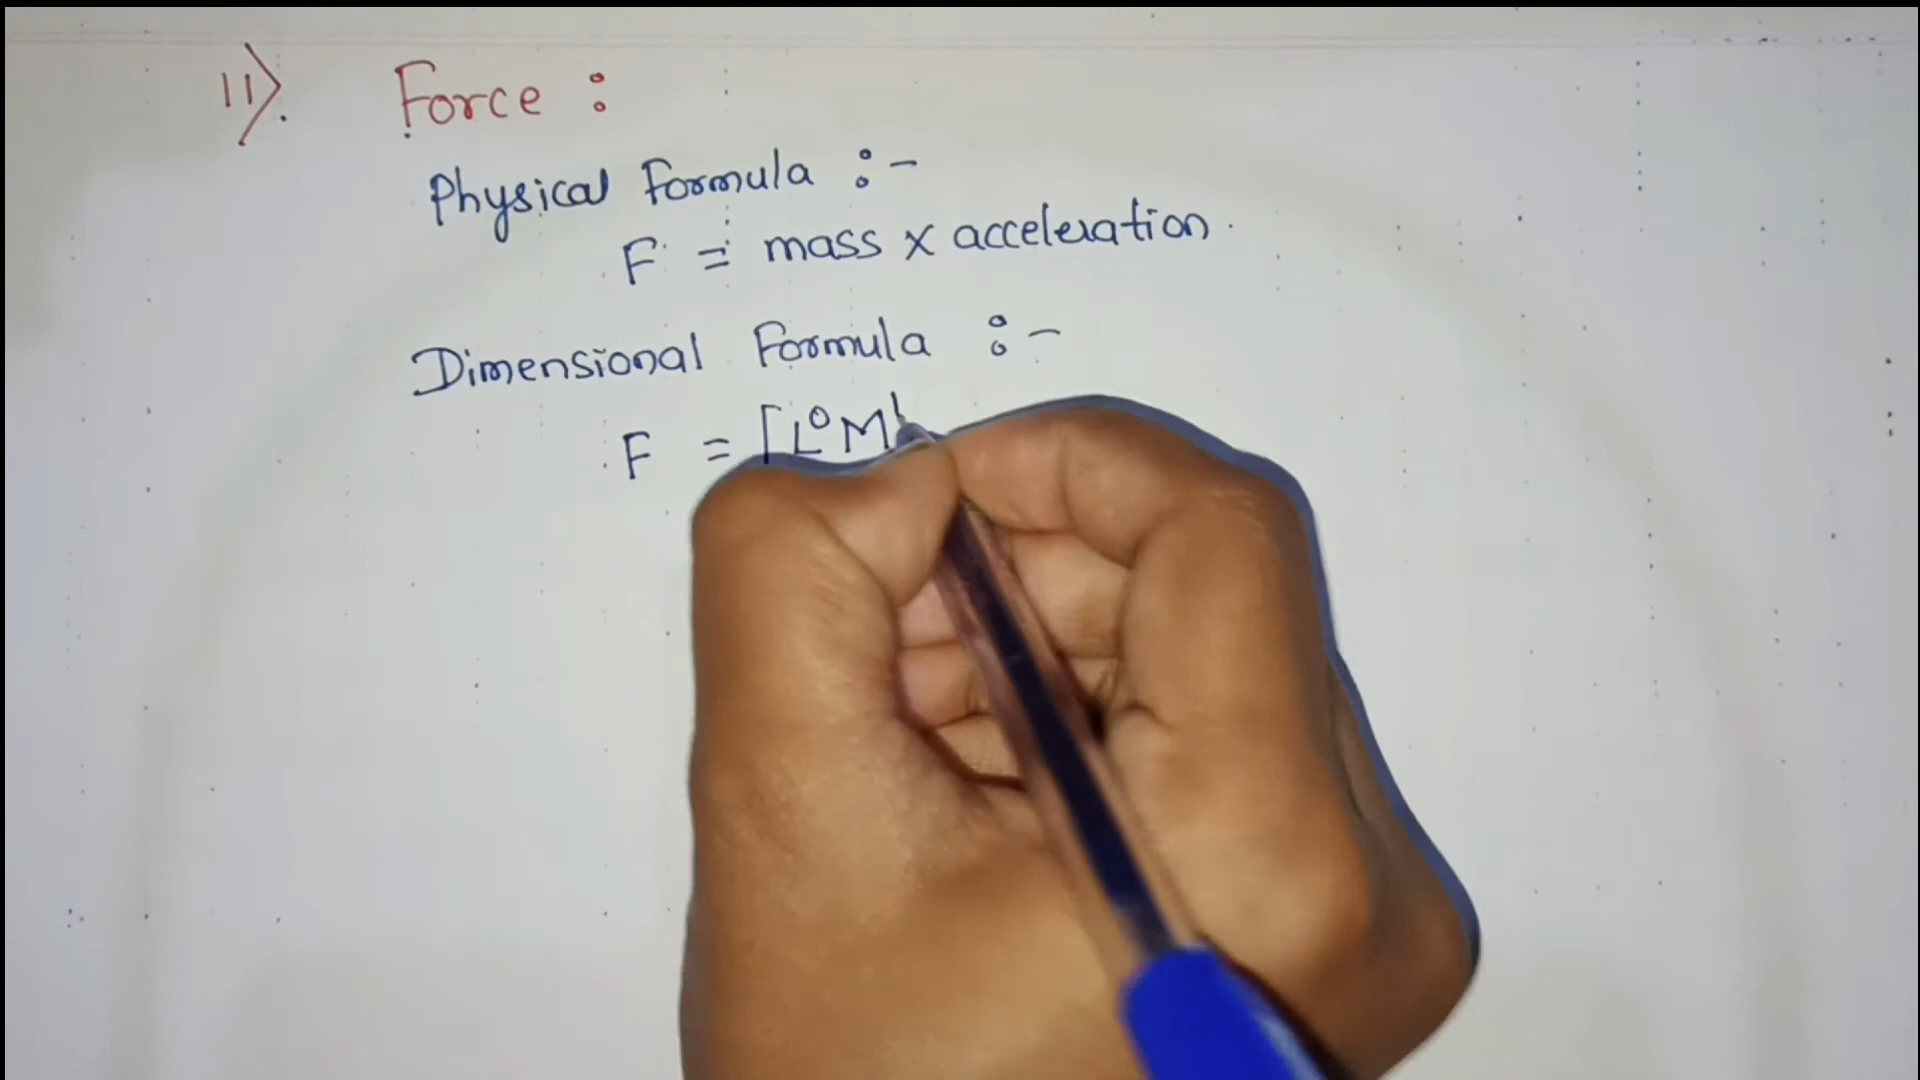 11). Force :
Physical Formula :-
F = mass x acceleration.
Dimensional Formula :-
F = [L⁰M¹